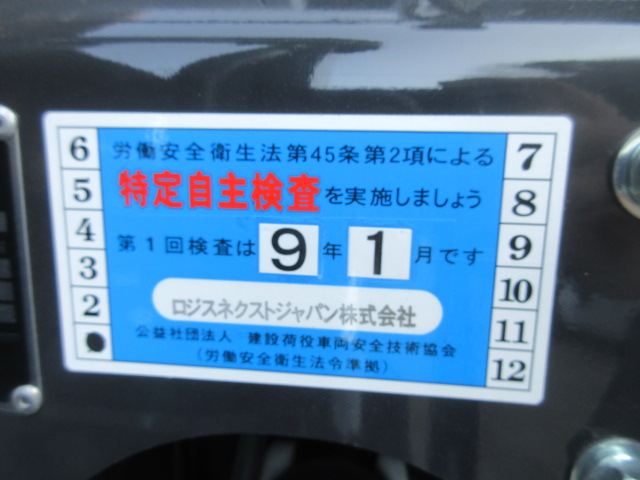 労働安全衛生法第45条第2項による
特定自主検査を実施しましょう
第1回検査は9年1月です
ロジスネクストジャパン株式会社
公益社団法人 建設荷役車両安全技術協会
(労働安全衛生法令準拠)
6
5
4
3
2
7
8
9
10
11
12